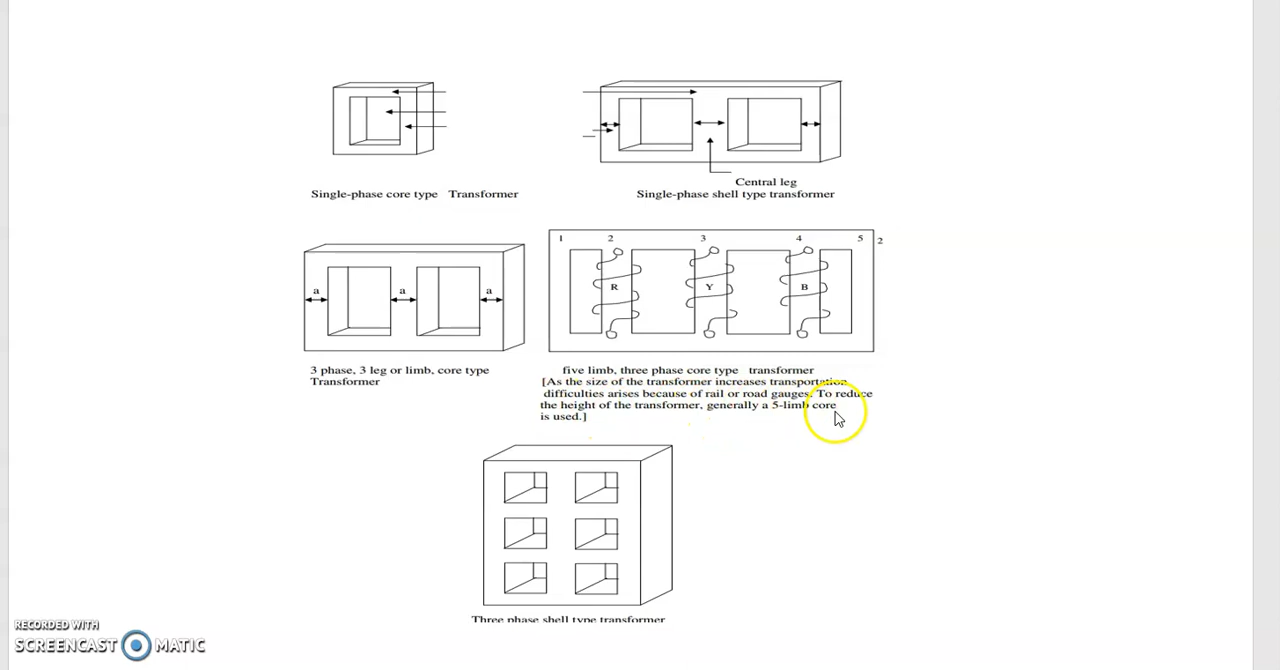 Central leg
Single-phase core type Transformer
Single-phase shell type transformer
1 2 3 4 5 2
R Y B
a a a
3 phase, 3 leg or limb, core type
Transformer
five limb, three phase core type transformer
[As the size of the transformer increases transportation
difficulties arises because of rail or road gauges. To reduce
the height of the transformer, generally a 5-limb core
is used.]
Three phase shell type transformer
RECORDED WITH
SCREENCAST MATIC